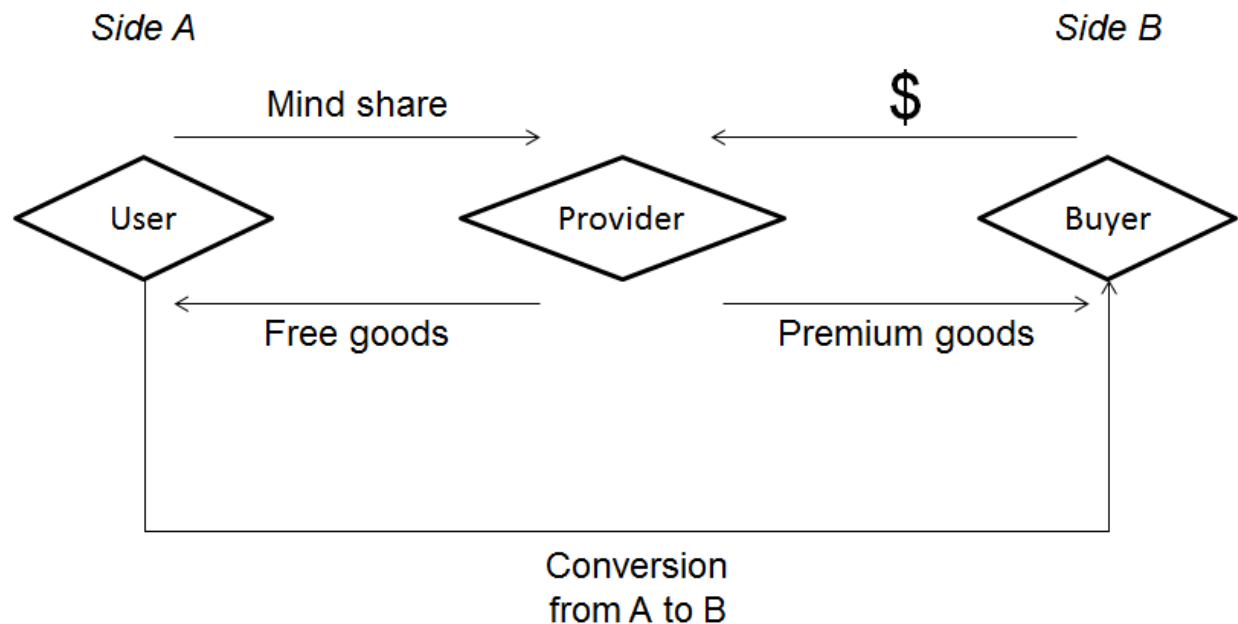 Side A
Side B
Mind share
$
User
Provider
Buyer
Free goods
Premium goods
Conversion
from A to B